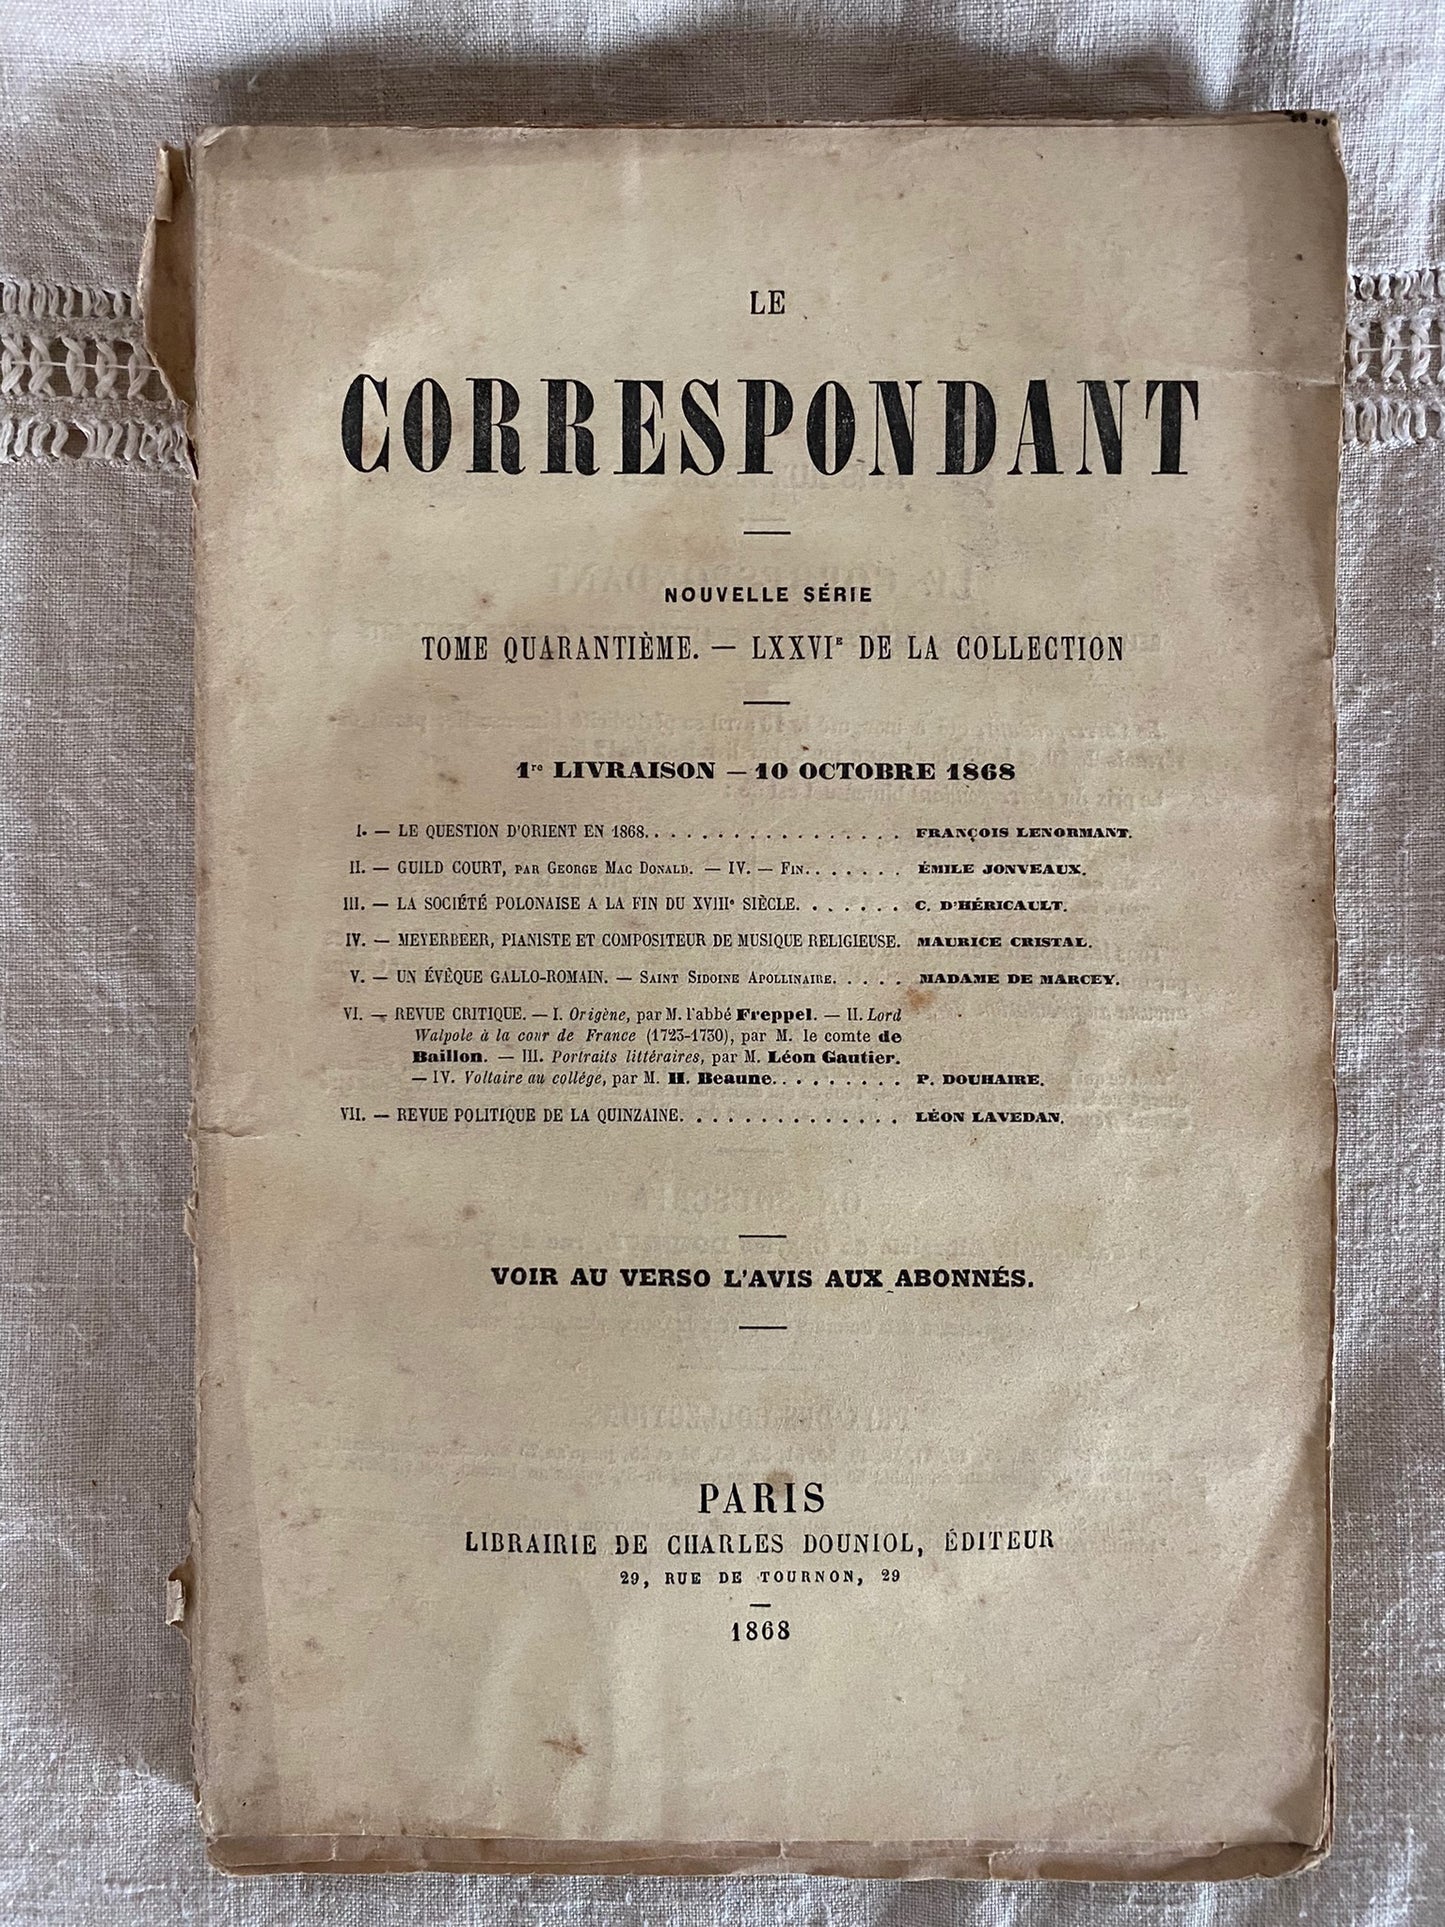 LE
CORRESPONDANT
NOUVELLE SÉRIE
TOME QUARANTIÈME. — LXXVIᴱ DE LA COLLECTION
1ʳᵉ LIVRAISON — 10 OCTOBRE 1868
I. — LE QUESTION D'ORIENT EN 1868. . . . . . . . . . . . . . . . . FRANÇOIS LENORMANT.
II. — GUILD COURT, PAR GEORGE MAC DONALD. — IV. — FIN. . . . . . . ÉMILE JONVEAUX.
III. — LA SOCIÉTÉ POLONAISE A LA FIN DU XVIIIᵉ SIÈCLE. . . . . . . C. D'HÉRICAULT.
IV. — MEYERBEER, PIANISTE ET COMPOSITEUR DE MUSIQUE RELIGIEUSE. MAURICE CRISTAL.
V. — UN ÉVÊQUE GALLO-ROMAIN. — SAINT SIDOINE APOLLINAIRE. . . . . MADAME DE MARCEY.
VI. — REVUE CRITIQUE. — I. Origène, par M. l'abbé Freppel. — II. Lord
Walpole à la cour de France (1723-1730), par M. le comte de
Baillon. — III. Portraits littéraires, par M. Léon Gautier.
— IV. Voltaire au collége, par M. H. Beaune. . . . . . . . . P. DOUHAIRE.
VII. — REVUE POLITIQUE DE LA QUINZAINE. . . . . . . . . . . . . . LÉON LAVEDAN.
VOIR AU VERSO L'AVIS AUX ABONNÉS.
PARIS
LIBRAIRIE DE CHARLES DOUNIOL, ÉDITEUR
29, RUE DE TOURNON, 29
1868